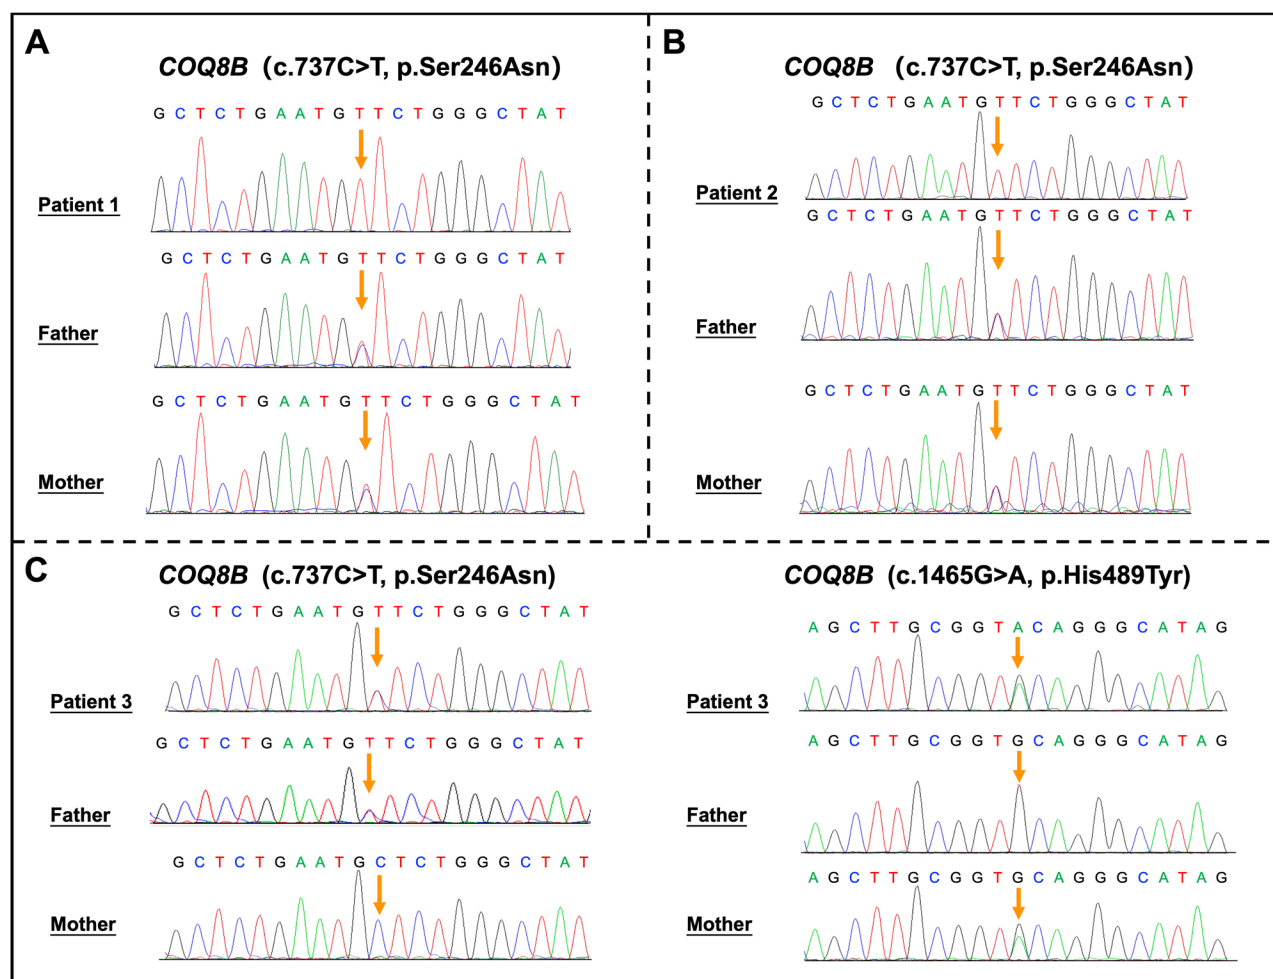 A
COQ8B (c.737C>T, p.Ser246Asn)
G C T C T G A A T G T T C T G G G C T A T
Patient 1
G C T C T G A A T G T T C T G G G C T A T
Father
G C T C T G A A T G T T C T G G G C T A T
Mother
B
COQ8B (c.737C>T, p.Ser246Asn)
G C T C T G A A T G T T C T G G G C T A T
Patient 2
G C T C T G A A T G T T C T G G G C T A T
Father
G C T C T G A A T G T T C T G G G C T A T
Mother
C
COQ8B (c.737C>T, p.Ser246Asn)
G C T C T G A A T G T T C T G G G C T A T
Patient 3
G C T C T G A A T G T T C T G G G C T A T
Father
G C T C T G A A T G C T C T G G G C T A T
Mother
COQ8B (c.1465G>A, p.His489Tyr)
A G C T T G C G G T A C A G G G C A T A G
Patient 3
A G C T T G C G G T G C A G G G C A T A G
Father
A G C T T G C G G T G C A G G G C A T A G
Mother